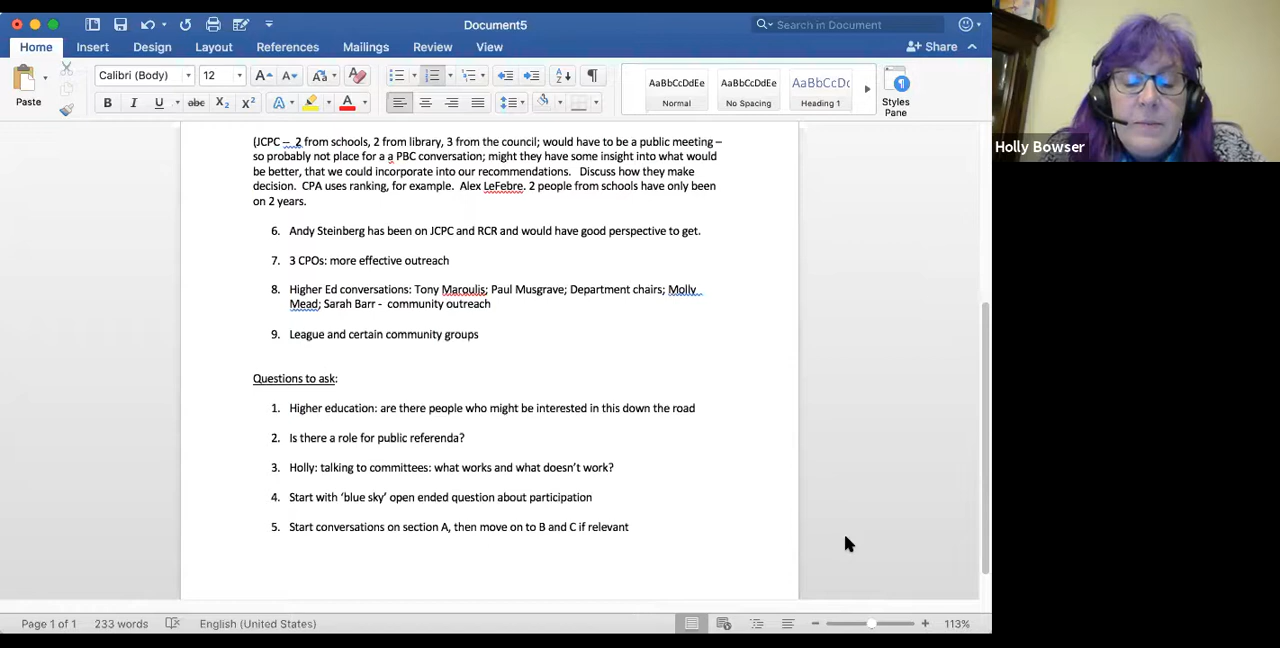 Document5
Search in Document
Home Insert Design Layout References Mailings Review View
Share
Paste
Calibri (Body) 12
AaBbCcDdEe AaBbCcDdEe AaBbCcDc
Normal No Spacing Heading 1
Styles
Pane
(JCPC – 2 from schools, 2 from library, 3 from the council; would have to be a public meeting –
so probably not place for a a PBC conversation; might they have some insight into what would
be better, that we could incorporate into our recommendations. Discuss how they make
decision. CPA uses ranking, for example. Alex LeFebre. 2 people from schools have only been
on 2 years.
6. Andy Steinberg has been on JCPC and RCR and would have good perspective to get.
7. 3 CPOs: more effective outreach
8. Higher Ed conversations: Tony Maroulis; Paul Musgrave; Department chairs; Molly
Mead; Sarah Barr - community outreach
9. League and certain community groups
Questions to ask:
1. Higher education: are there people who might be interested in this down the road
2. Is there a role for public referenda?
3. Holly: talking to committees: what works and what doesn’t work?
4. Start with ‘blue sky’ open ended question about participation
5. Start conversations on section A, then move on to B and C if relevant
Page 1 of 1 233 words English (United States) 113%
Holly Bowser